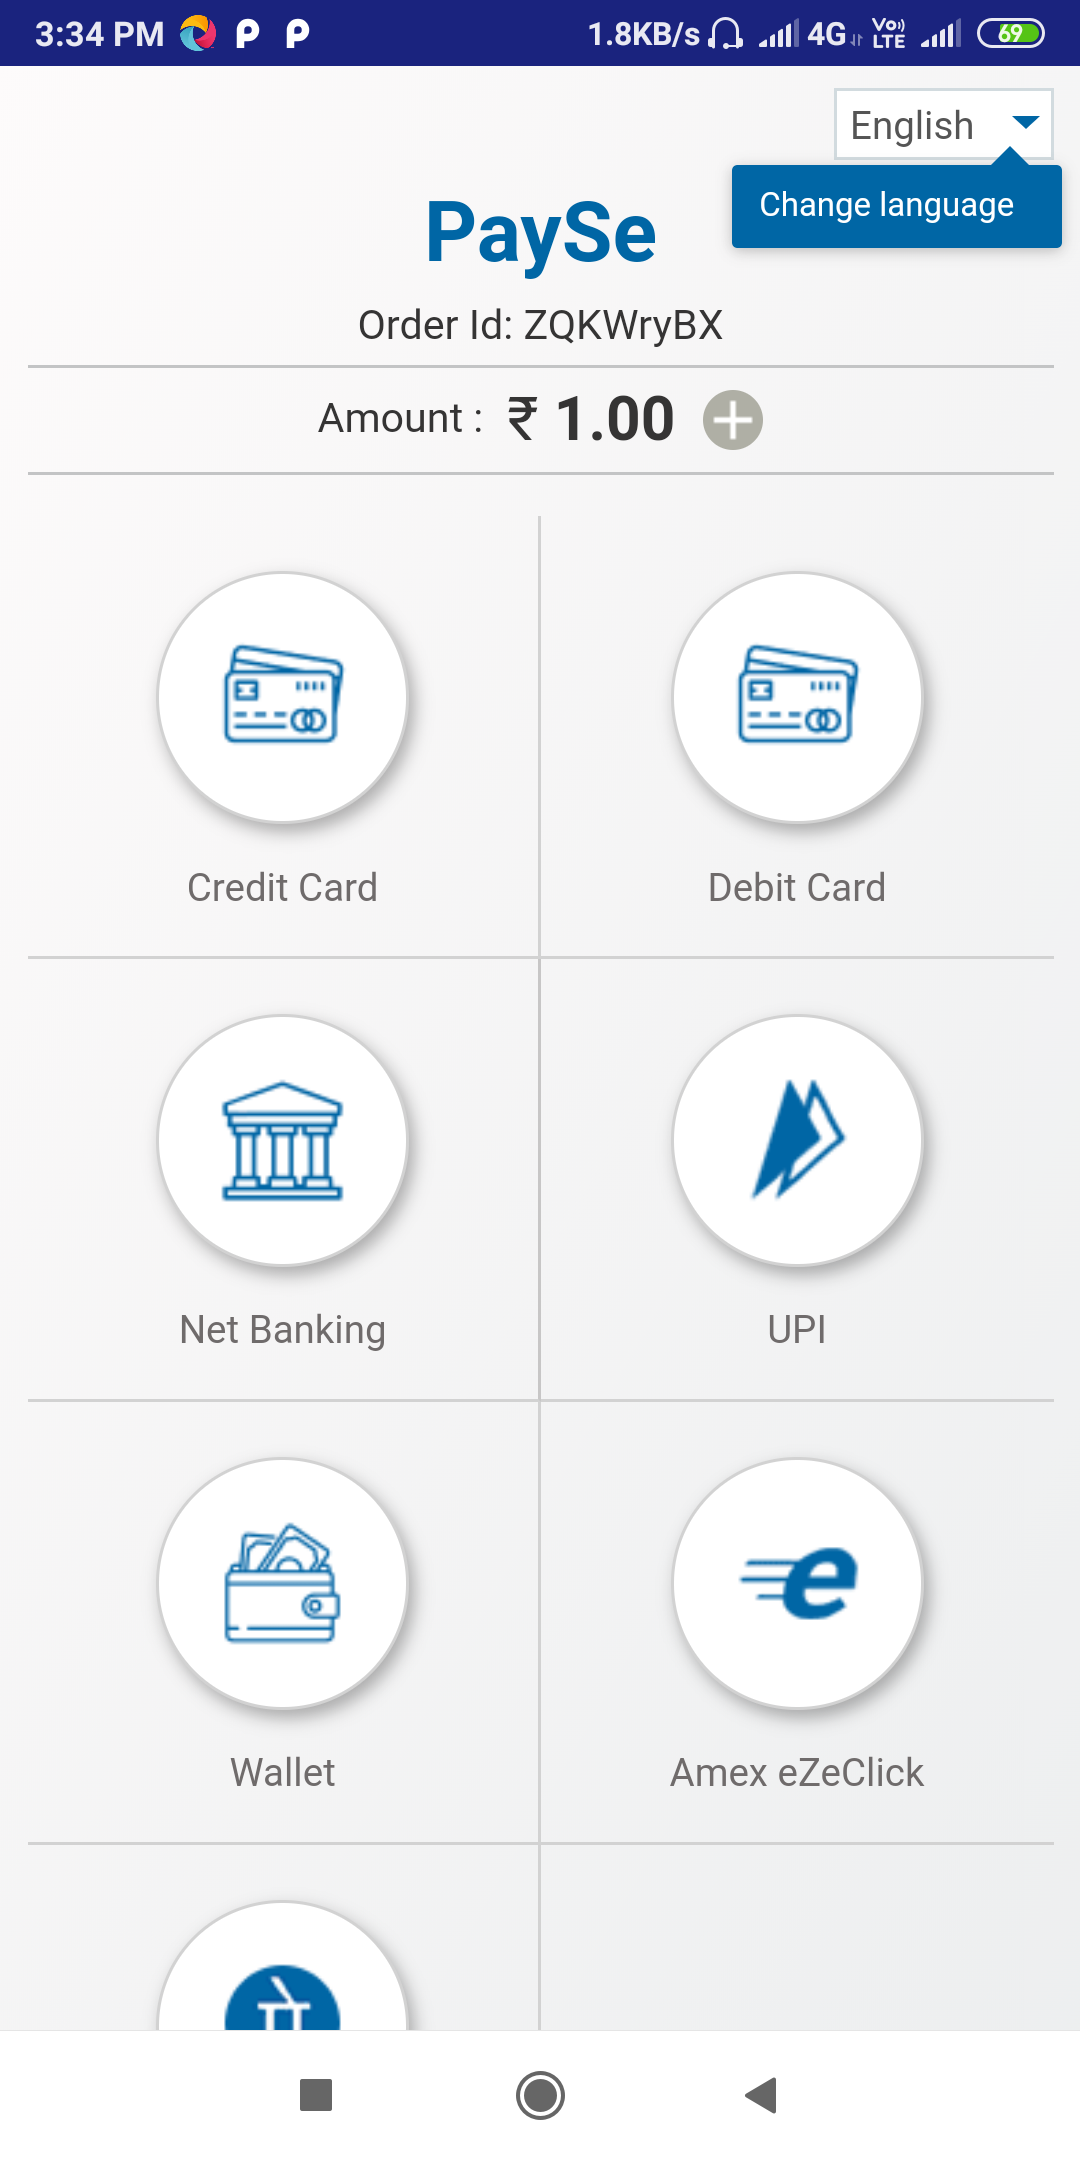 3:34 PM 1.8KB/s 4G Vo)) LTE 69
English
Change language
PaySe
Order Id: ZQKWryBX
Amount : ₹ 1.00
Credit Card
Debit Card
Net Banking
UPI
Wallet
Amex eZeClick